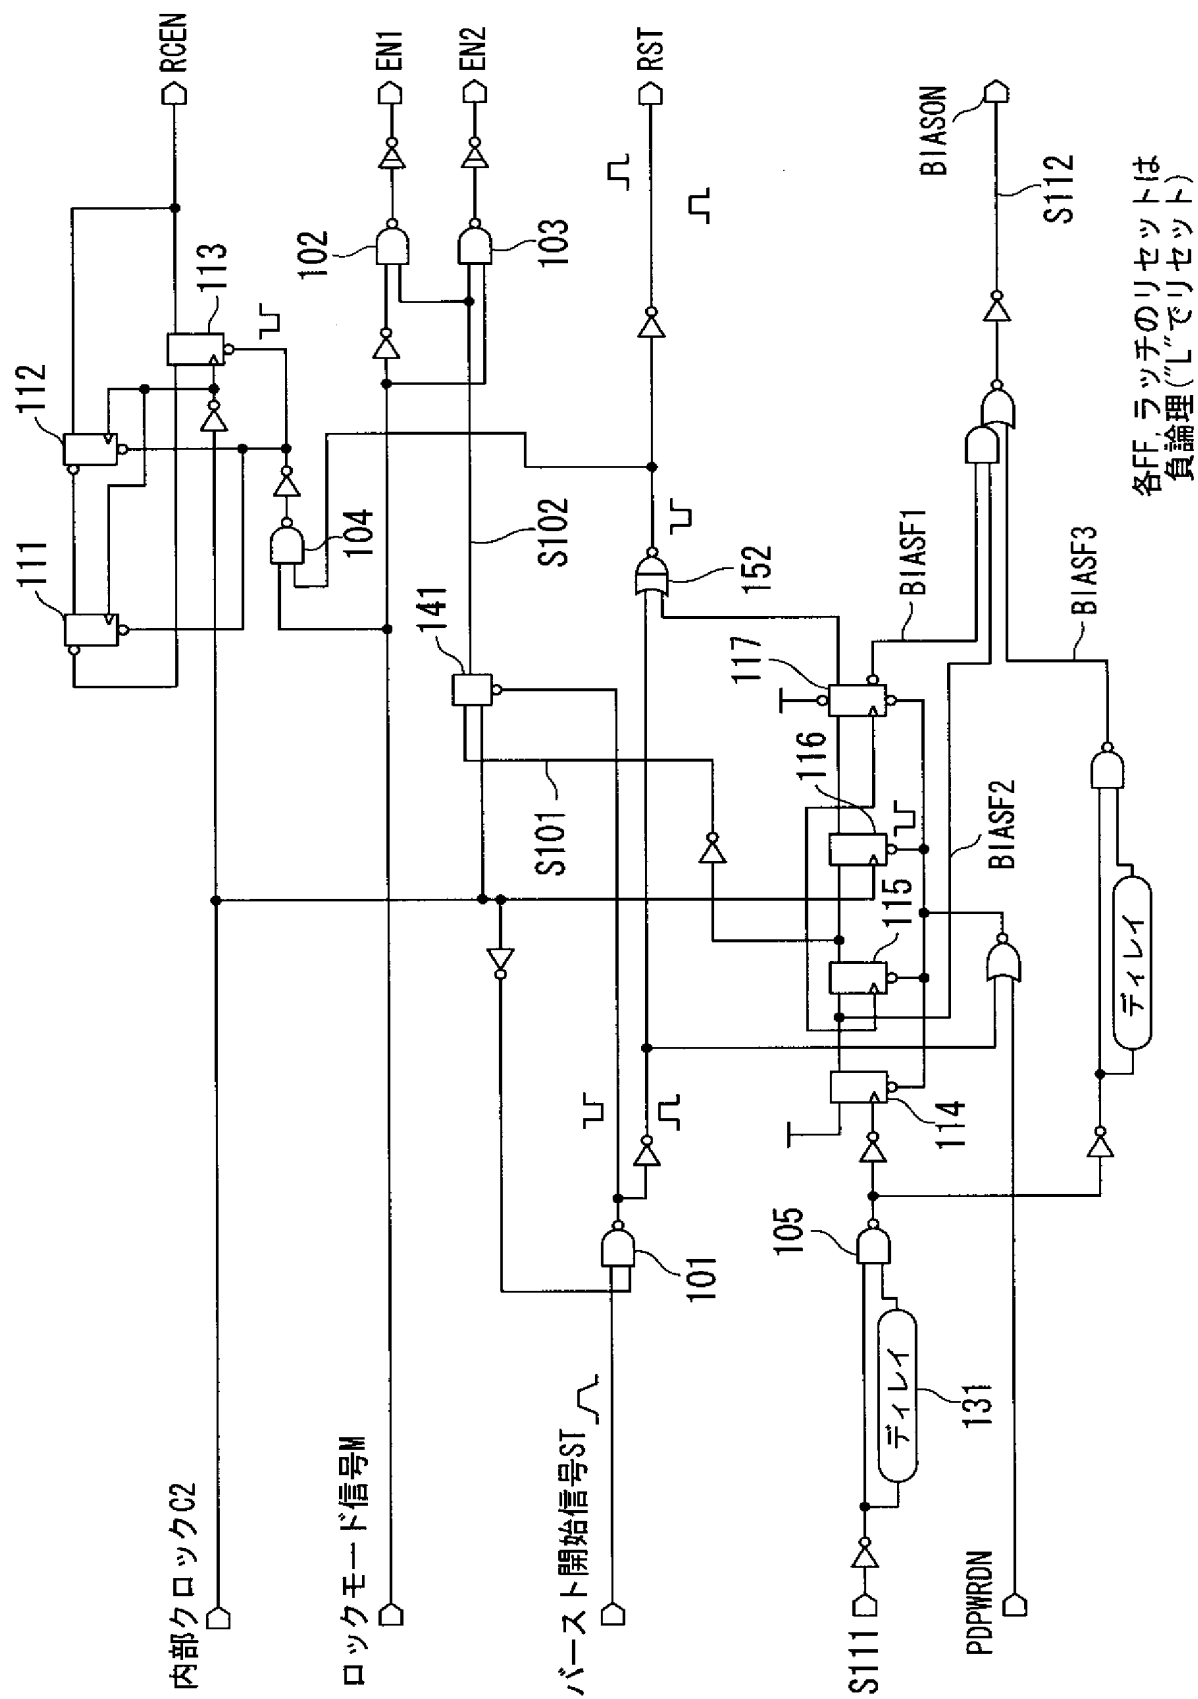 内部クロックC2
ロックモード信号M
バースト開始信号ST
S111
PDPWRDN
111
112
113
RCEN
102
EN1
103
EN2
104
S102
141
S101
101
152
RST
105
131
ディレイ
114
115
116
117
BIASF1
BIASF2
BIASF3
ディレイ
BIASON
S112
各FF, ラッチのリセットは
負論理("L"でリセット)